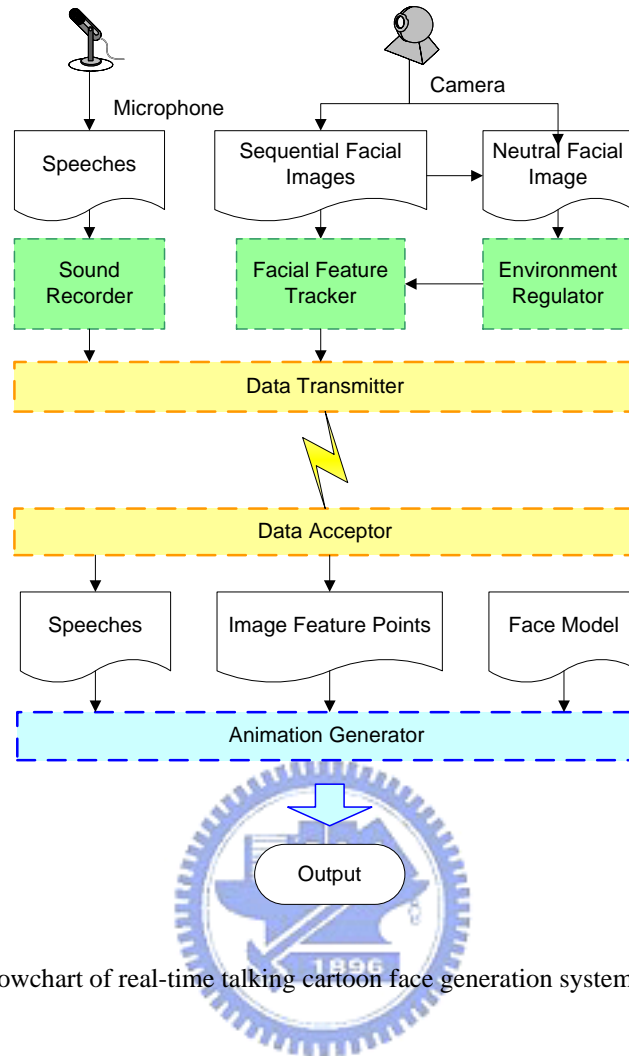 Microphone
Camera
Speeches
Sequential Facial
Images
Neutral Facial
Image
Sound
Recorder
Facial Feature
Tracker
Environment
Regulator
Data Transmitter
Data Acceptor
Speeches
Image Feature Points
Face Model
Animation Generator
Output
1896
owchart of real-time talking cartoon face generation system